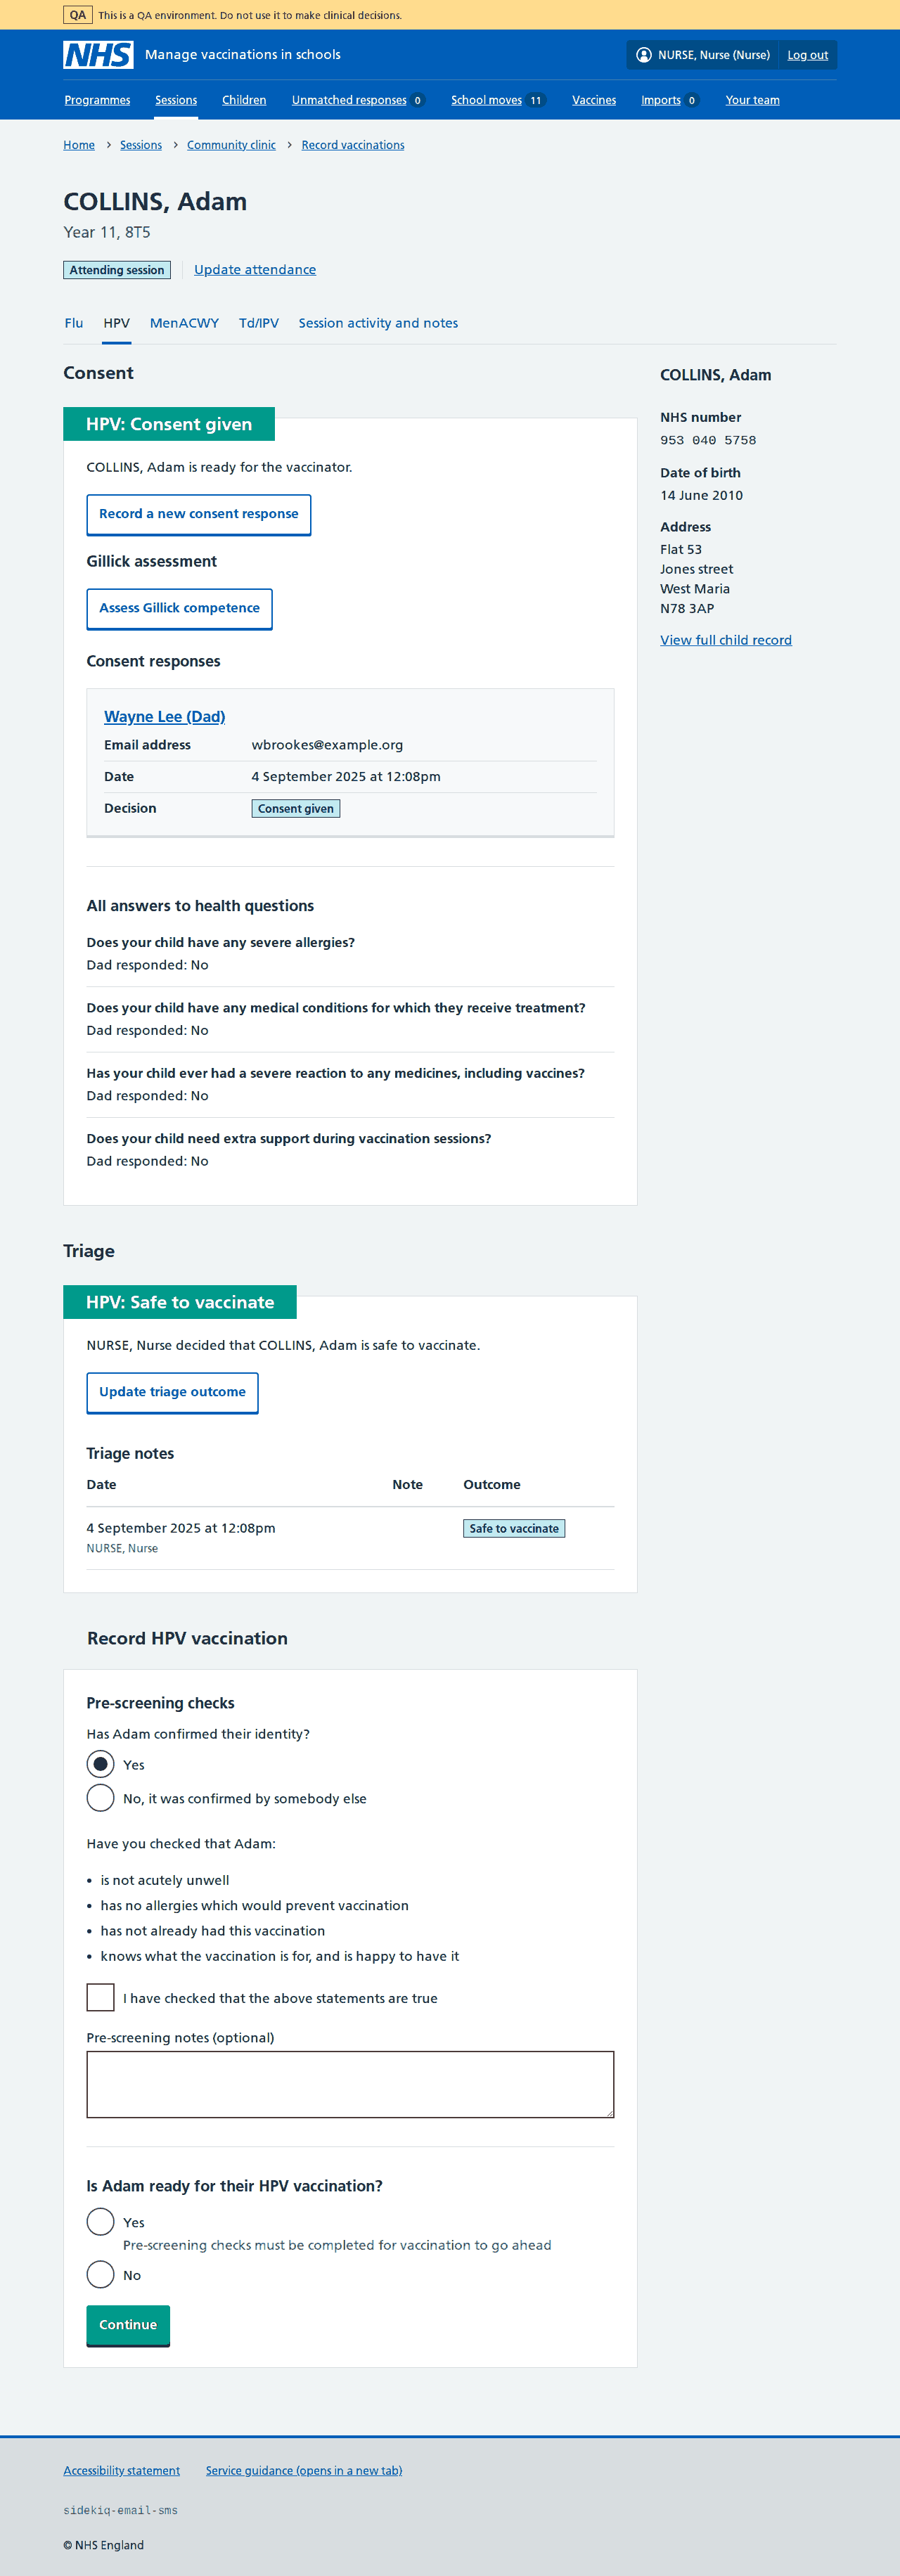 QA This is a QA environment. Do not use it to make clinical decisions.
NHS Manage vaccinations in schools NURSE, Nurse (Nurse) Log out
Programmes Sessions Children Unmatched responses 0 School moves 11 Vaccines Imports 0 Your team
Home > Sessions > Community clinic > Record vaccinations
COLLINS, Adam
Year 11, 8T5
Attending session Update attendance
Flu HPV MenACWY Td/IPV Session activity and notes
Consent
HPV: Consent given
COLLINS, Adam is ready for the vaccinator.
Record a new consent response
Gillick assessment
Assess Gillick competence
Consent responses
Wayne Lee (Dad)
Email address wbrookes@example.org
Date 4 September 2025 at 12:08pm
Decision Consent given
All answers to health questions
Does your child have any severe allergies?
Dad responded: No
Does your child have any medical conditions for which they receive treatment?
Dad responded: No
Has your child ever had a severe reaction to any medicines, including vaccines?
Dad responded: No
Does your child need extra support during vaccination sessions?
Dad responded: No
Triage
HPV: Safe to vaccinate
NURSE, Nurse decided that COLLINS, Adam is safe to vaccinate.
Update triage outcome
Triage notes
Date Note Outcome
4 September 2025 at 12:08pm Safe to vaccinate
NURSE, Nurse
Record HPV vaccination
Pre-screening checks
Has Adam confirmed their identity?
Yes
No, it was confirmed by somebody else
Have you checked that Adam:
• is not acutely unwell
• has no allergies which would prevent vaccination
• has not already had this vaccination
• knows what the vaccination is for, and is happy to have it
I have checked that the above statements are true
Pre-screening notes (optional)
Is Adam ready for their HPV vaccination?
Yes
Pre-screening checks must be completed for vaccination to go ahead
No
Continue
COLLINS, Adam
NHS number
953 040 5758
Date of birth
14 June 2010
Address
Flat 53
Jones street
West Maria
N78 3AP
View full child record
Accessibility statement Service guidance (opens in a new tab)
sidekiq-email-sms
© NHS England